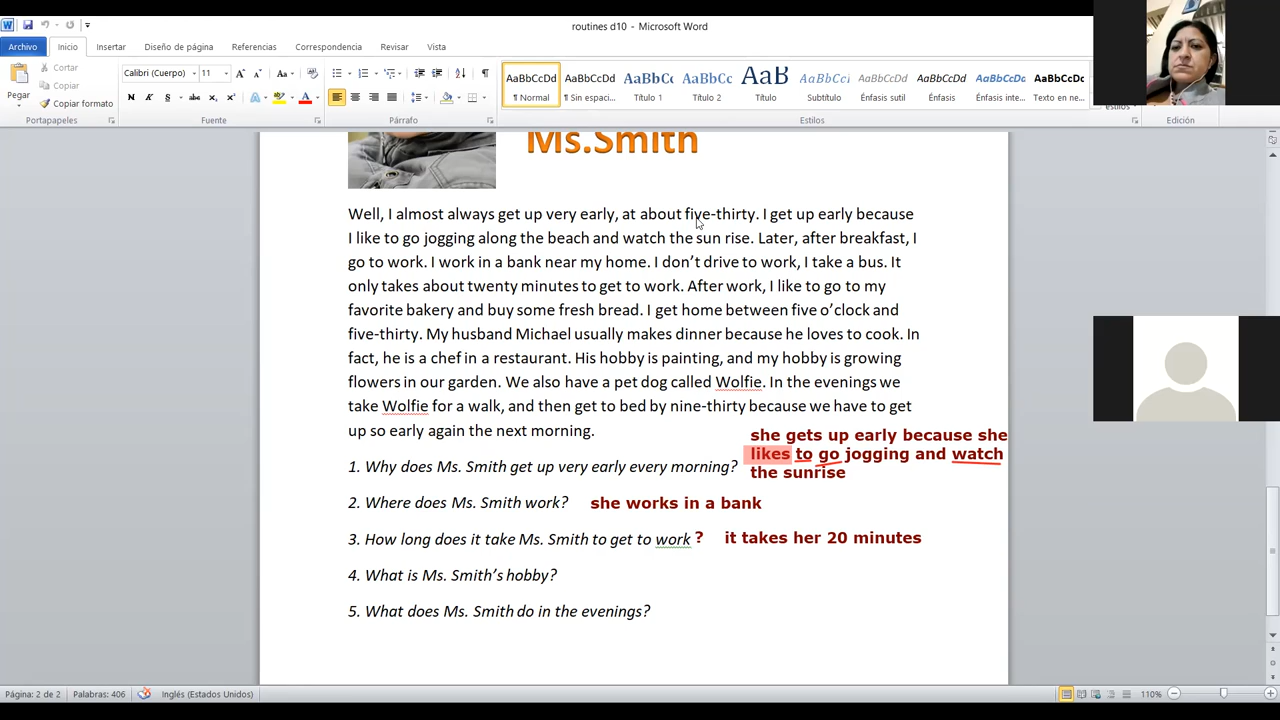 routines d10 - Microsoft Word
Archivo Inicio Insertar Diseño de página Referencias Correspondencia Revisar Vista
Cortar
Copiar
Copiar formato
Pegar
Portapapeles
Calibri (Cuerpo) 11
Fuente
Párrafo
AaBbCcDd AaBbCcDd AaBbCc AaBbCc AaB AaBbCcI AaBbCcDd AaBbCcDd AaBbCcDd AaBbCcDc
¶ Normal ¶ Sin espaci... Título 1 Título 2 Título Subtítulo Énfasis sutil Énfasis Énfasis inte... Texto en ne...
Estilos
Edición
Ms.Smith
Well, I almost always get up very early, at about five-thirty. I get up early because
I like to go jogging along the beach and watch the sun rise. Later, after breakfast, I
go to work. I work in a bank near my home. I don’t drive to work, I take a bus. It
only takes about twenty minutes to get to work. After work, I like to go to my
favorite bakery and buy some fresh bread. I get home between five o’clock and
five-thirty. My husband Michael usually makes dinner because he loves to cook. In
fact, he is a chef in a restaurant. His hobby is painting, and my hobby is growing
flowers in our garden. We also have a pet dog called Wolfie. In the evenings we
take Wolfie for a walk, and then get to bed by nine-thirty because we have to get
up so early again the next morning.
1. Why does Ms. Smith get up very early every morning?
she gets up early because she
likes to go jogging and watch
the sunrise
2. Where does Ms. Smith work? she works in a bank
3. How long does it take Ms. Smith to get to work ? it takes her 20 minutes
4. What is Ms. Smith’s hobby?
5. What does Ms. Smith do in the evenings?
Página: 2 de 2 Palabras: 406 Inglés (Estados Unidos) 110%